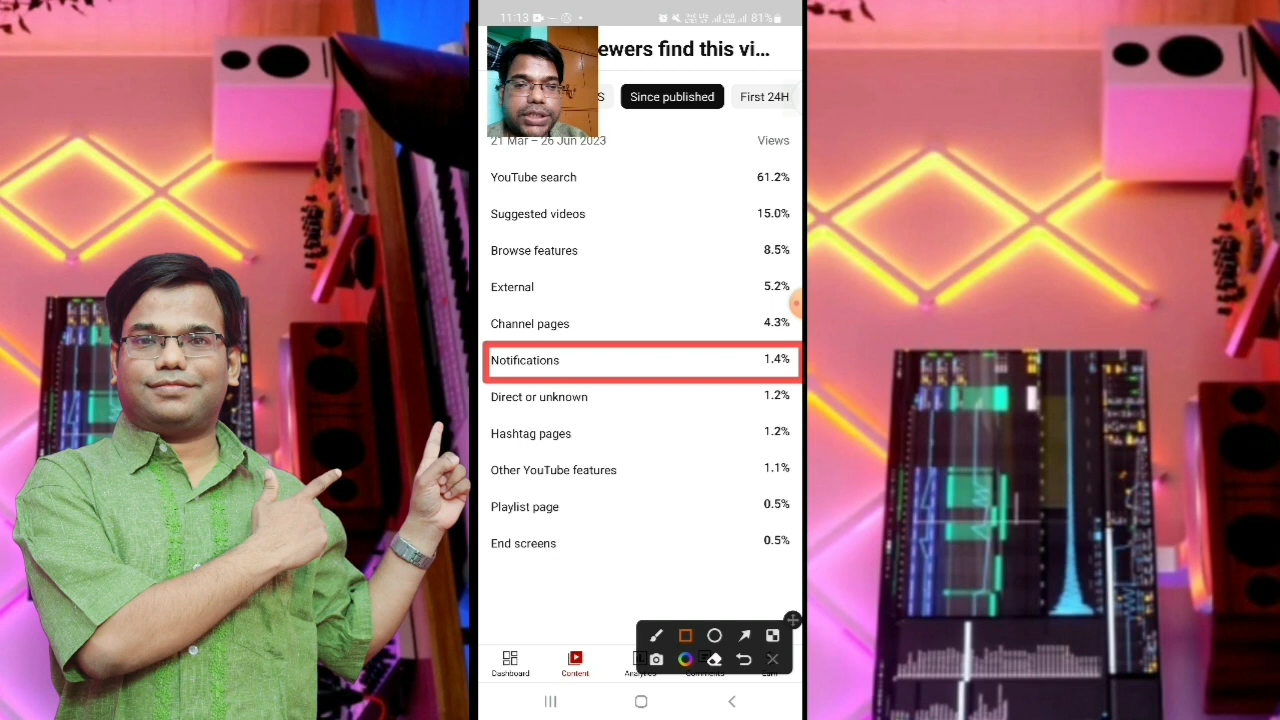 11:13
81%
ewers find this vi...
S
Since published
First 24H
21 Mar – 26 Jun 2023
Views
YouTube search 61.2%
Suggested videos 15.0%
Browse features 8.5%
External 5.2%
Channel pages 4.3%
Notifications 1.4%
Direct or unknown 1.2%
Hashtag pages 1.2%
Other YouTube features 1.1%
Playlist page 0.5%
End screens 0.5%
Dashboard
Content